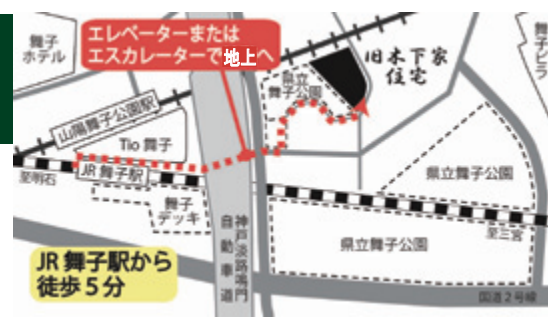 舞子
ホテル
エレベーターまたは
エスカレーターで地上へ
県立
舞子公園
旧木下家
住宅
舞子ビラ
山陽舞子公園駅
Tio 舞子
JR 舞子駅
至明石
舞子
デッキ
神戸淡路鳴門
自動車道
県立舞子公園
県立舞子公園
至三宮
国道2号線
JR 舞子駅から
徒歩5分